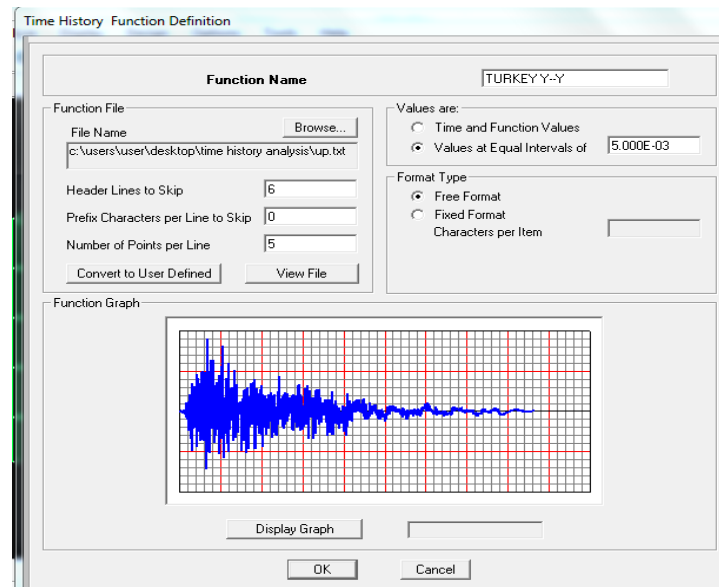 Time History Function Definition
Function Name
TURKEY Y--Y
Function File
File Name
Browse...
c:\users\user\desktop\time history analysis\up.txt
Header Lines to Skip
6
Prefix Characters per Line to Skip
0
Number of Points per Line
5
Convert to User Defined
View File
Values are:
Time and Function Values
Values at Equal Intervals of
5.000E-03
Format Type
Free Format
Fixed Format
Characters per Item
Function Graph
Display Graph
OK
Cancel